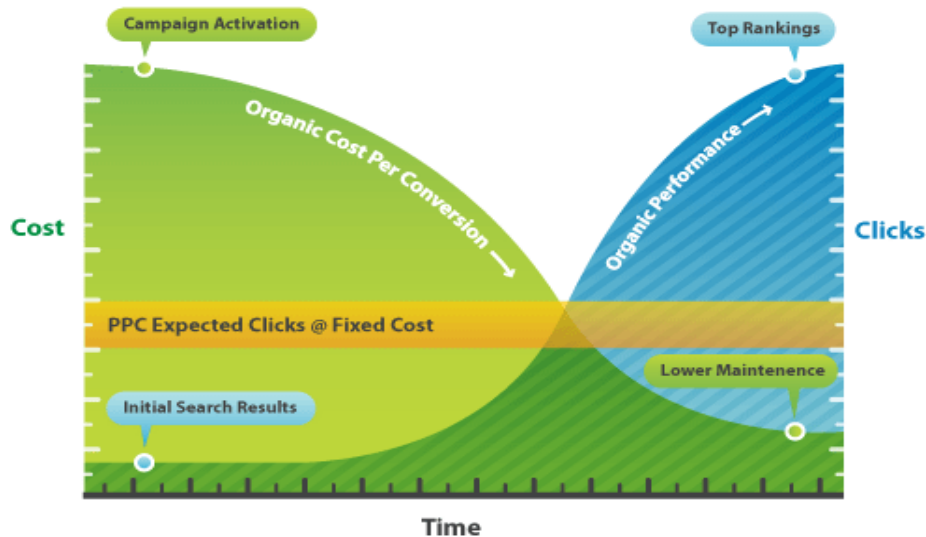 Campaign Activation
Top Rankings
Organic Cost Per Conversion
Organic Performance
Cost
Clicks
PPC Expected Clicks @ Fixed Cost
Lower Maintenence
Initial Search Results
Time